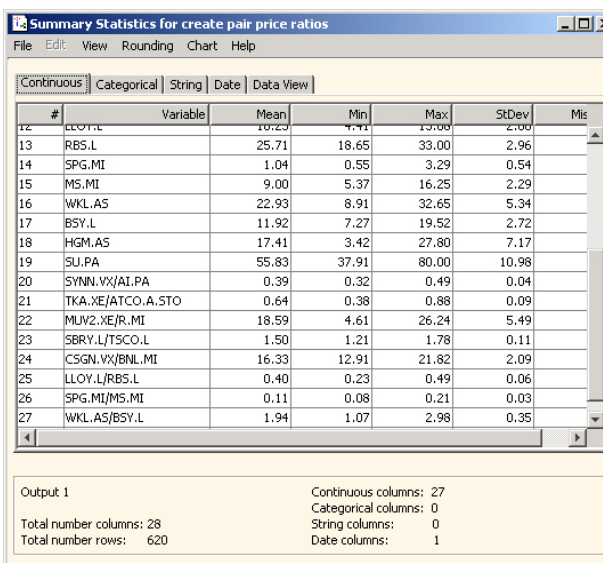 Summary Statistics for create pair price ratios
File Edit View Rounding Chart Help
Continuous Categorical String Date Data View
# Variable Mean Min Max StDev Mis
12 LLOY.L 10.23 4.41 15.66
13 RBS.L 25.71 18.65 33.00 2.96
14 SPG.MI 1.04 0.55 3.29 0.54
15 MS.MI 9.00 5.37 16.25 2.29
16 WKL.AS 22.93 8.91 32.65 5.34
17 BSY.L 11.92 7.27 19.52 2.72
18 HGM.AS 17.41 3.42 27.80 7.17
19 SU.PA 55.83 37.91 80.00 10.98
20 SYNN.VX/AI.PA 0.39 0.32 0.49 0.04
21 TKA.XE/ATCO.A.STO 0.64 0.38 0.88 0.09
22 MUV2.XE/R.MI 18.59 4.61 26.24 5.49
23 SBRY.L/TSCO.L 1.50 1.21 1.78 0.11
24 CSGN.VX/BNL.MI 16.33 12.91 21.82 2.09
25 LLOY.L/RBS.L 0.40 0.23 0.49 0.06
26 SPG.MI/MS.MI 0.11 0.08 0.21 0.03
27 WKL.AS/BSY.L 1.94 1.07 2.98 0.35
Output 1
Continuous columns: 27
Categorical columns: 0
Total number columns: 28 String columns: 0
Total number rows: 620 Date columns: 1